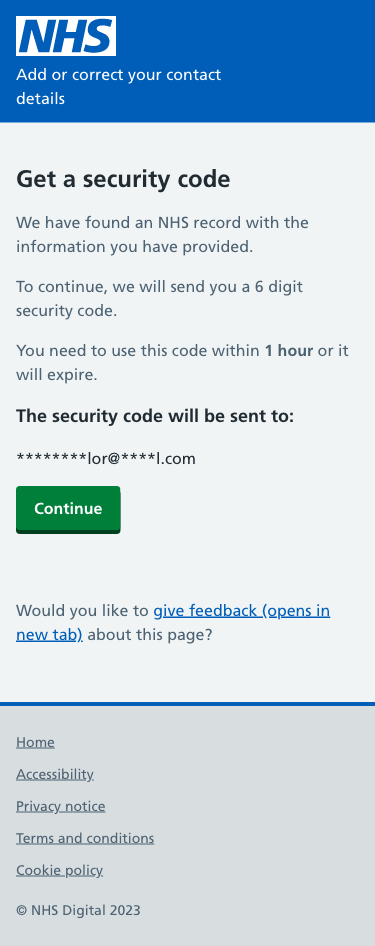 NHS
Add or correct your contact
details
Get a security code
We have found an NHS record with the
information you have provided.
To continue, we will send you a 6 digit
security code.
You need to use this code within 1 hour or it
will expire.
The security code will be sent to:
********lor@****l.com
Continue
Would you like to give feedback (opens in
new tab) about this page?
Home
Accessibility
Privacy notice
Terms and conditions
Cookie policy
© NHS Digital 2023